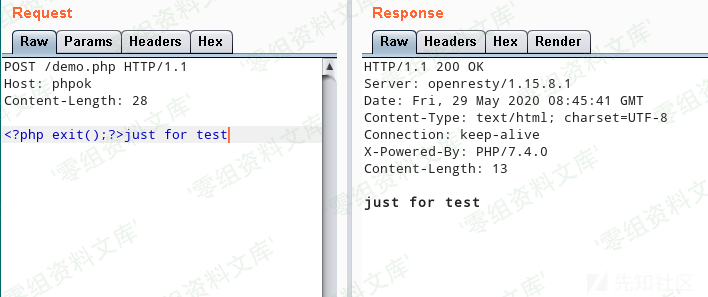 Request
Raw Params Headers Hex
POST /demo.php HTTP/1.1
Host: phpok
Content-Length: 28
<?php exit();?>just for test
Response
Raw Headers Hex Render
HTTP/1.1 200 OK
Server: openresty/1.15.8.1
Date: Fri, 29 May 2020 08:45:41 GMT
Content-Type: text/html; charset=UTF-8
Connection: keep-alive
X-Powered-By: PHP/7.4.0
Content-Length: 13
just for test
'零组资料文库'
先知社区